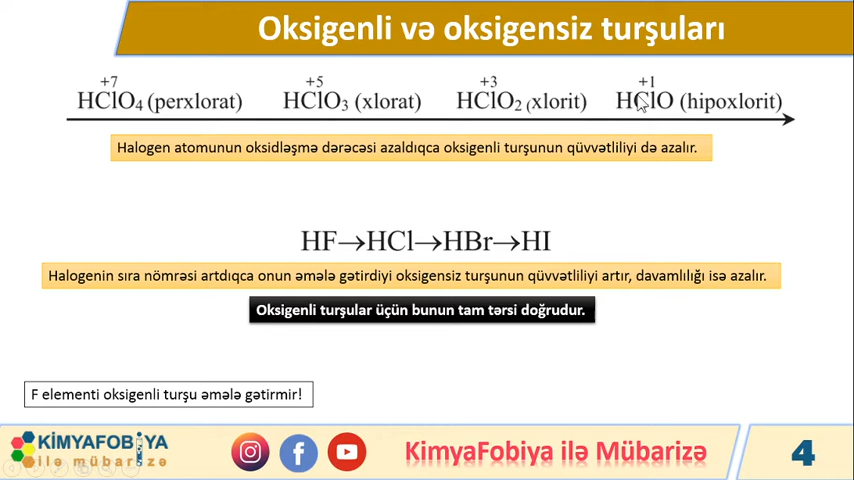 Oksigenli və oksigensiz turşuları
+7 +5 +3 +1
HClO₄ (perxlorat) HClO₃ (xlorat) HClO₂ (xlorit) HClO (hipoxlorit)
Halogen atomunun oksidləşmə dərəcəsi azaldıqca oksigenli turşunun qüvvətliliyi də azalır.
HF→HCl→HBr→HI
Halogenin sıra nömrəsi artdıqca onun əmələ gətirdiyi oksigensiz turşunun qüvvətliliyi artır, davamlılığı isə azalır.
Oksigenli turşular üçün bunun tam tərsi doğrudur.
F elementi oksigenli turşu əmələ gətirmir!
KİMYAFOBİYA
ilə mübarizə
KimyaFobiya ilə Mübarizə
4